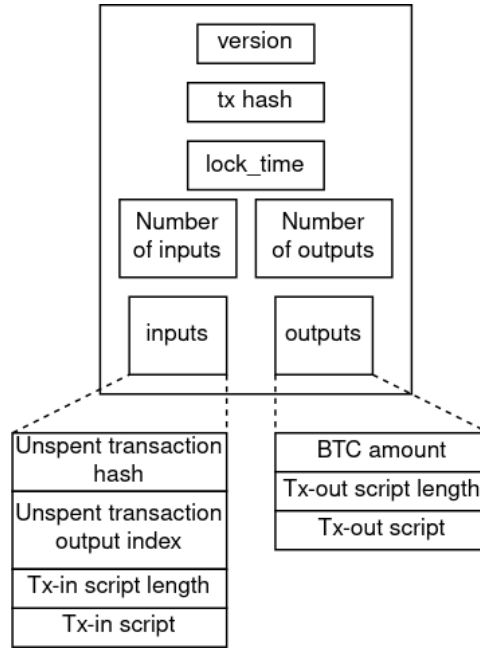 version
tx hash
lock_time
Number
of inputs
Number
of outputs
inputs
outputs
Unspent transaction
hash
Unspent transaction
output index
Tx-in script length
Tx-in script
BTC amount
Tx-out script length
Tx-out script